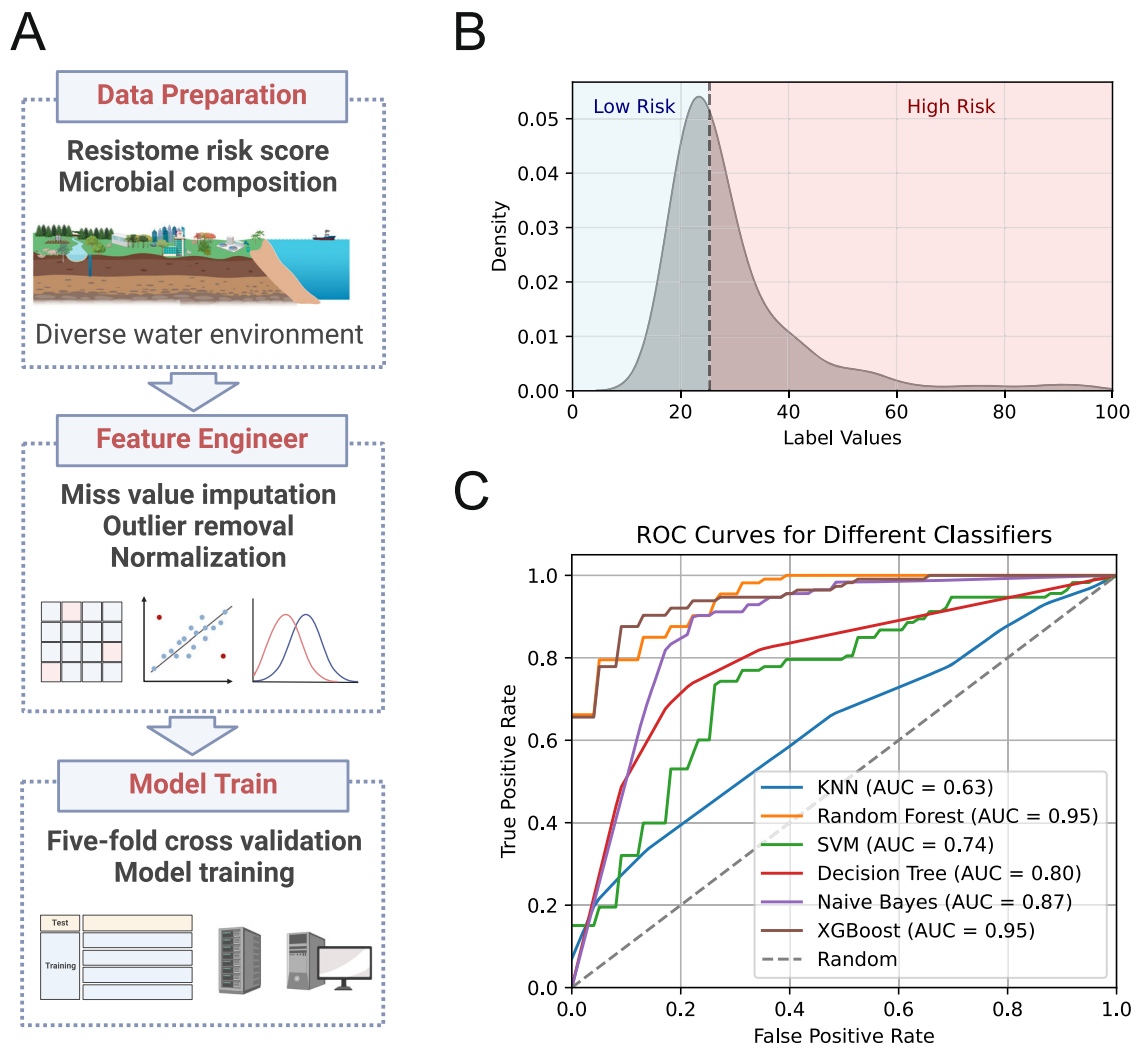 A
Data Preparation
Resistome risk score
Microbial composition
Diverse water environment
Feature Engineer
Miss value imputation
Outlier removal
Normalization
Model Train
Five-fold cross validation
Model training
Test
Training
B
Low Risk
High Risk
Density
0.05
0.04
0.03
0.02
0.01
0.00
0 20 40 60 80 100
Label Values
C
ROC Curves for Different Classifiers
True Positive Rate
1.0
0.8
0.6
0.4
0.2
0.0
KNN (AUC = 0.63)
Random Forest (AUC = 0.95)
SVM (AUC = 0.74)
Decision Tree (AUC = 0.80)
Naive Bayes (AUC = 0.87)
XGBoost (AUC = 0.95)
Random
0.0 0.2 0.4 0.6 0.8 1.0
False Positive Rate